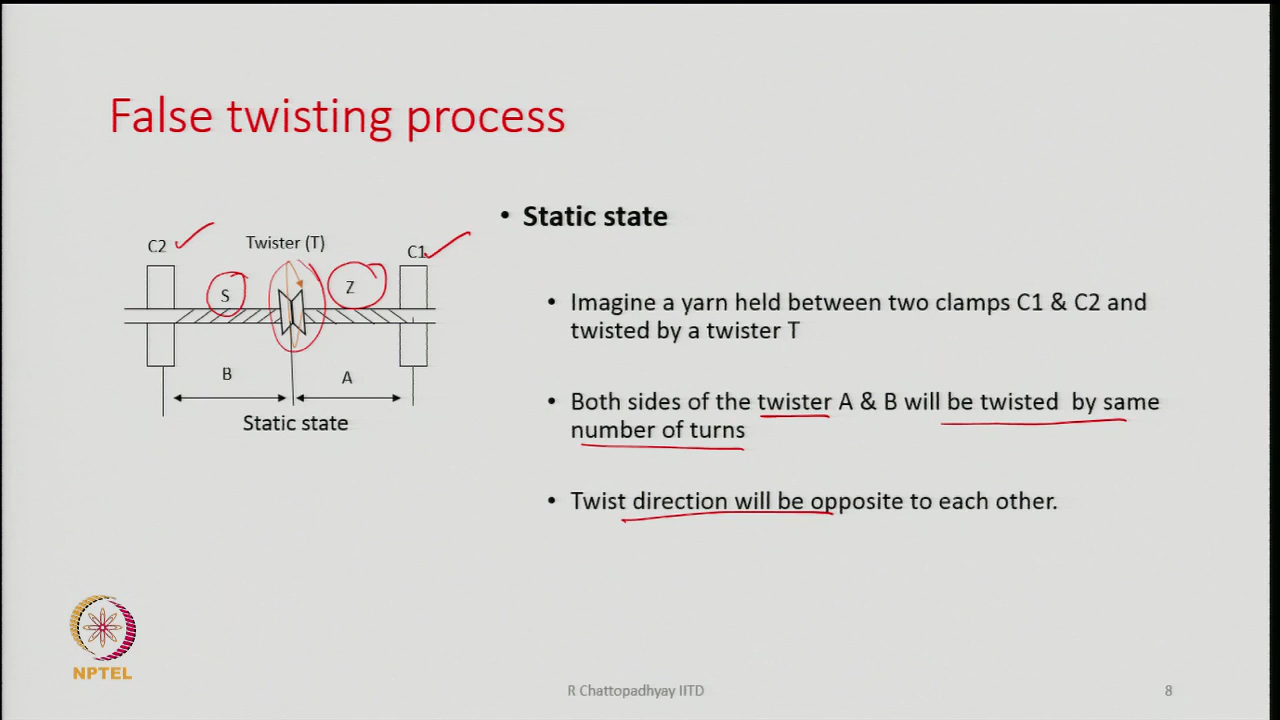 False twisting process
• Static state
C2
Twister (T)
C1
S
Z
B
A
Static state
• Imagine a yarn held between two clamps C1 & C2 and
twisted by a twister T
• Both sides of the twister A & B will be twisted by same
number of turns
• Twist direction will be opposite to each other.
NPTEL
R Chattopadhyay IITD
8